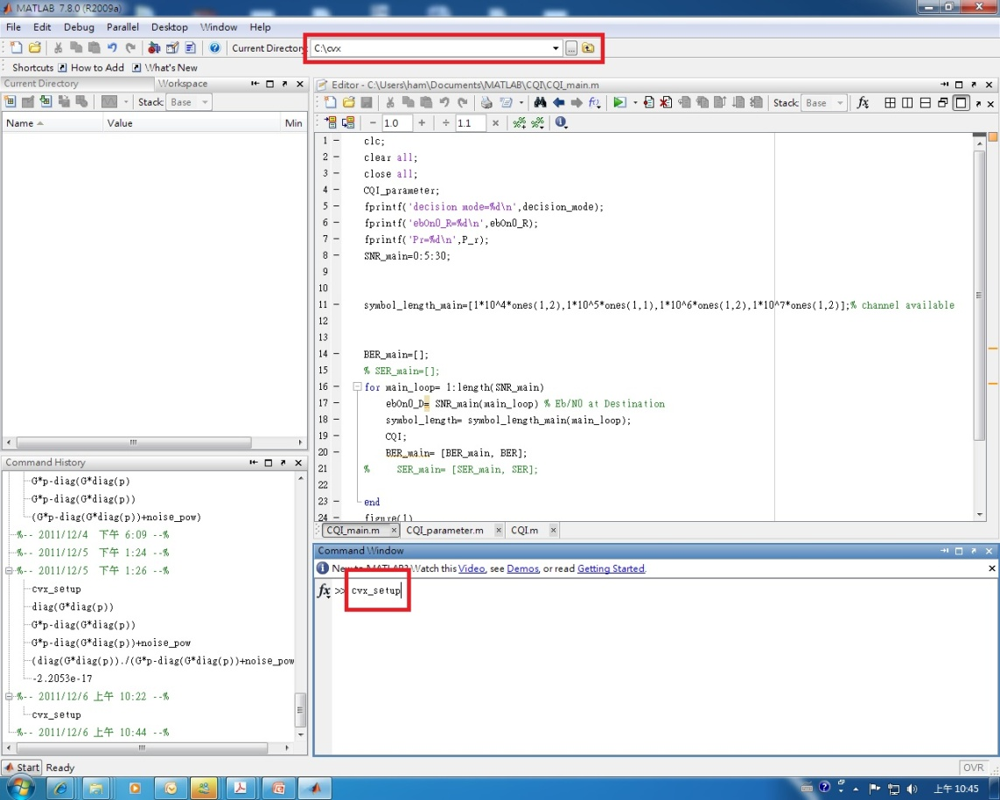 MATLAB 7.8.0 (R2009a)
File Edit Debug Parallel Desktop Window Help
Current Directory C:\cvx
Shortcuts How to Add What's New
Current Directory Workspace
Stack: Base
Name Value Min
Editor - C:\Users\ham\Documents\MATLAB\CQI\CQI_main.m
Stack: Base fx
− 1.0 + ÷ 1.1 ×
1 clc;
2 clear all;
3 close all;
4 CQI_parameter;
5 fprintf('decision mode=%d\n',decision_mode);
6 fprintf('ebOn0_R=%d\n',ebOn0_R);
7 fprintf('Pr=%d\n',P_r);
8 SNR_main=0:5:30;
9
10
11 symbol_length_main=[1*10^4*ones(1,2),1*10^5*ones(1,1),1*10^6*ones(1,2),1*10^7*ones(1,2)];% channel available
12
13
14 BER_main=[];
15 % SER_main=[];
16 for main_loop= 1:length(SNR_main)
17 ebOn0_D= SNR_main(main_loop) % Eb/N0 at Destination
18 symbol_length= symbol_length_main(main_loop);
19 CQI;
20 BER_main= [BER_main, BER];
21 % SER_main= [SER_main, SER];
22
23 end
24 figure(1)
CQI_main.m × CQI_parameter.m × CQI.m ×
Command History
G*p-diag(G*diag(p)
G*p-diag(G*diag(p))
(G*p-diag(G*diag(p))+noise_pow)
%-- 2011/12/4 下午 6:09 --%
%-- 2011/12/5 下午 1:24 --%
%-- 2011/12/5 下午 1:26 --%
cvx_setup
diag(G*diag(p))
G*p-diag(G*diag(p))
G*p-diag(G*diag(p))+noise_pow
(diag(G*diag(p))./(G*p-diag(G*diag(p))+noise_pow
-2.2053e-17
%-- 2011/12/6 上午 10:22 --%
cvx_setup
%-- 2011/12/6 上午 10:44 --%
Command Window
New to MATLAB? Watch this Video, see Demos, or read Getting Started.
fx >> cvx_setup
Start Ready OVR
上午 10:45